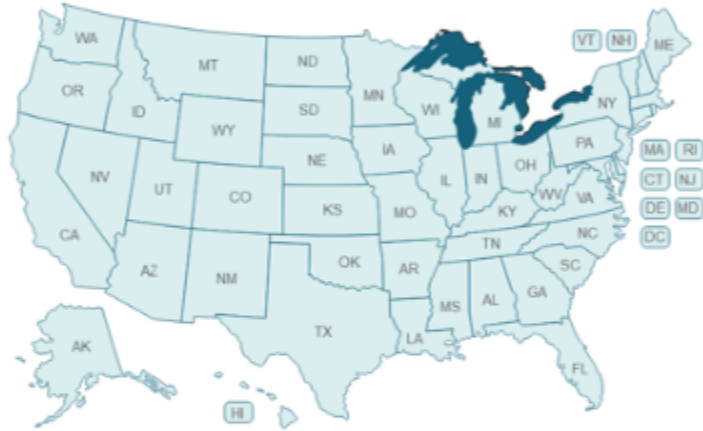 WA
MT
ND
MN
VT
NH
ME
OR
ID
WY
SD
WI
MI
NY
NV
UT
CO
NE
IA
IL
IN
OH
PA
MA
RI
CT
NJ
DE
MD
DC
CA
AZ
NM
KS
MO
KY
WV
VA
OK
AR
TN
NC
SC
TX
LA
MS
AL
GA
FL
AK
HI